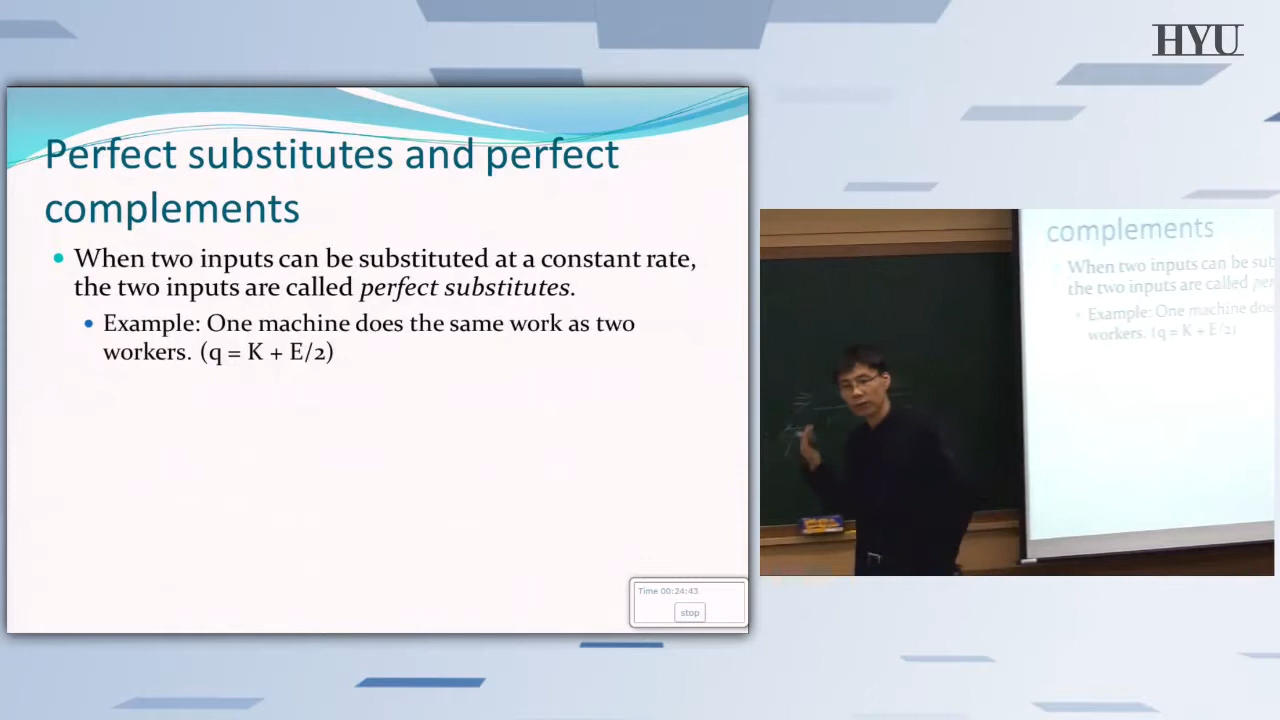 HYU
Perfect substitutes and perfect
complements
When two inputs can be substituted at a constant rate,
the two inputs are called perfect substitutes.
Example: One machine does the same work as two
workers. (q = K + E/2)
Time 00:24:43
stop
complements
When two inputs can be sub
the two inputs are called per
Example: One machine does
workers. (q = K + E/2)